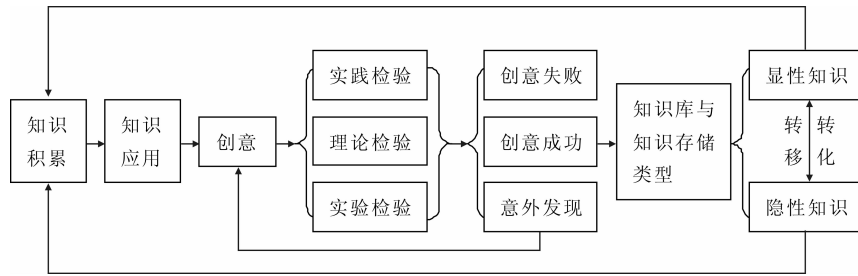 知识
积累
知识
应用
创意
实践检验
理论检验
实验检验
创意失败
创意成功
意外发现
知识库与
知识存储
类型
显性知识
转移
转化
隐性知识